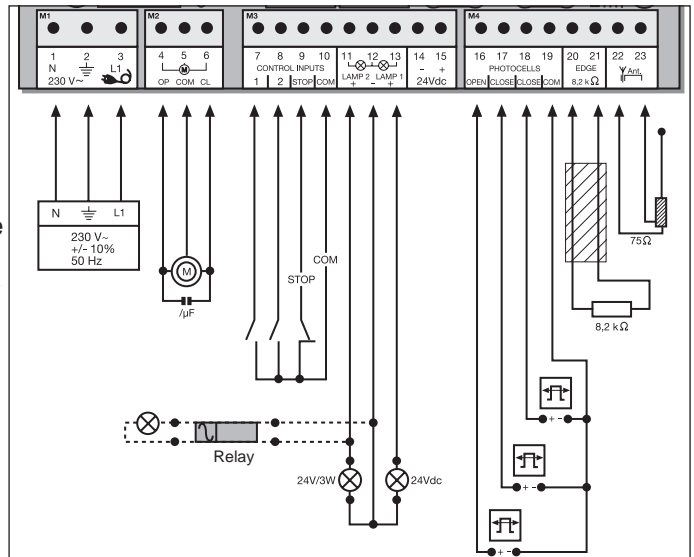 M1 M2 M3 M4
1 2 3 4 5 6 7 8 9 10 11 12 13 14 15 16 17 18 19 20 21 22 23
N L1 M CONTROL INPUTS LAMP 2 LAMP 1 - + PHOTOCELLS EDGE Ant.
230 V~ OP COM CL 1 2 STOP COM + - + 24Vdc OPEN CLOSE CLOSE COM 8,2 kΩ
N L1
230 V~
+/- 10%
50 Hz
M
/µF
COM
STOP
75Ω
8,2 kΩ
+ -
Relay
24V/3W
24Vdc
+ -
+ -